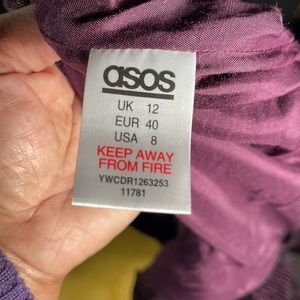 asos
UK 12
EUR 40
USA 8
KEEP AWAY
FROM FIRE
YWCDR1263253
11781